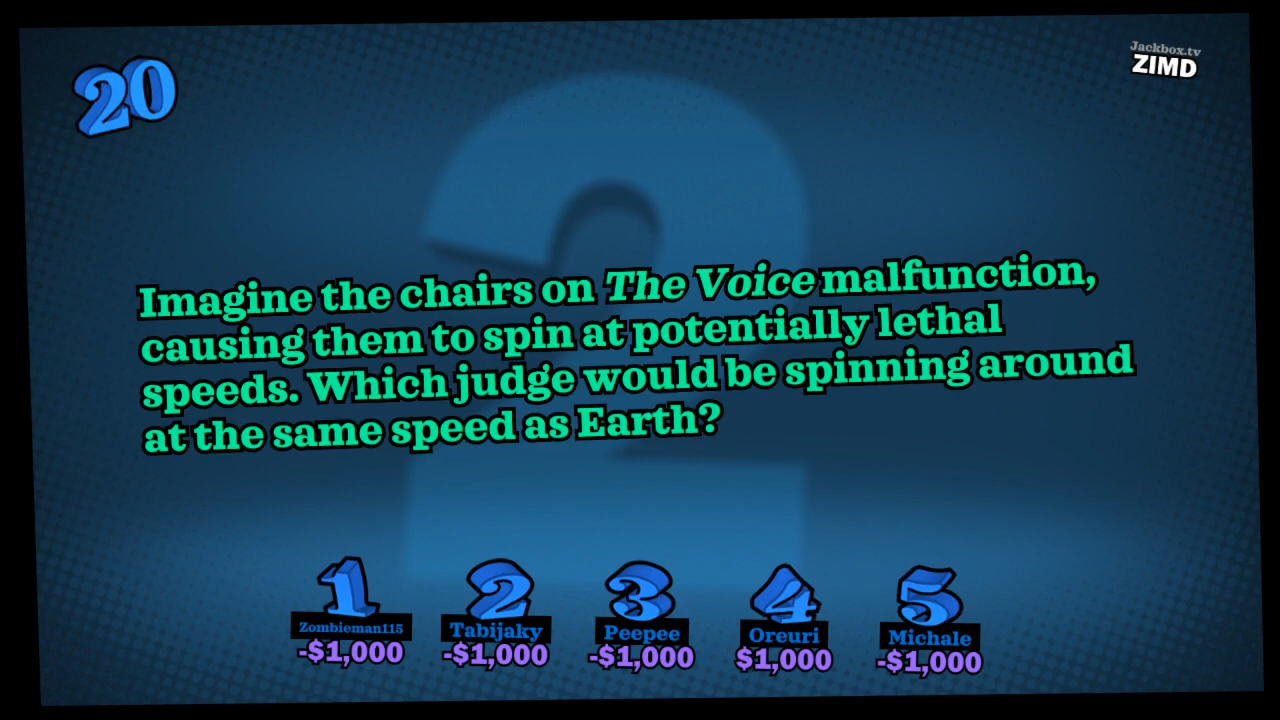 20
Jackbox.tv
ZIMD
Imagine the chairs on The Voice malfunction,
causing them to spin at potentially lethal
speeds. Which judge would be spinning around
at the same speed as Earth?
2
1 2 3 4 5
Zombieman115 Tabijaky Peepee Oreuri Michale
-$1,000 -$1,000 -$1,000 $1,000 -$1,000